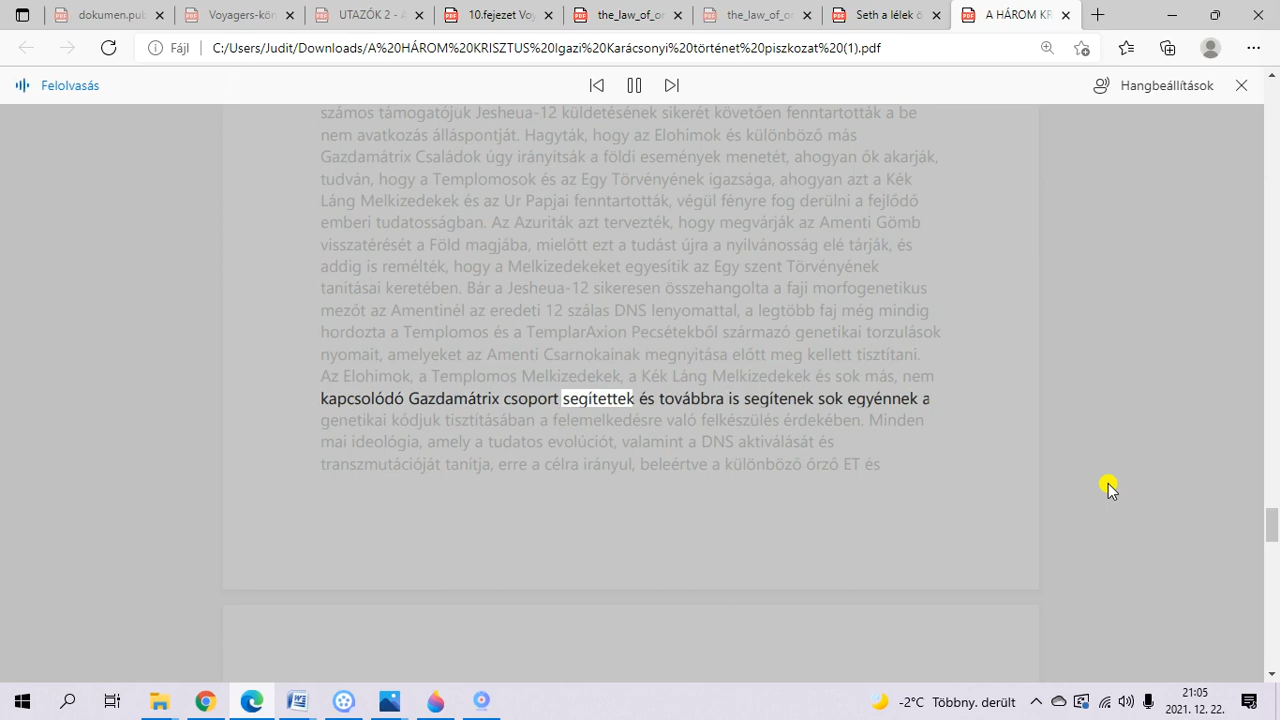 dokumen.pub
Voyagers-kön
UTAZÓK 2 - A
10.fejezet Voy
the_law_of_on
the_law_of_on
Seth a lélek ö
A HÁROM KR
Fájl
C:/Users/Judit/Downloads/A%20HÁROM%20KRISZTUS%20Igazi%20Karácsonyi%20történet%20piszkozat%20(1).pdf
Felolvasás
Hangbeállítások
számos támogatójuk Jesheua-12 küldetésének sikerét követően fenntartották a be
nem avatkozás álláspontját. Hagyták, hogy az Elohimok és különböző más
Gazdamátrix Családok úgy irányítsák a földi események menetét, ahogyan ők akarják,
tudván, hogy a Templomosok és az Egy Törvényének igazsága, ahogyan azt a Kék
Láng Melkizedekek és az Ur Papjai fenntartották, végül fényre fog derülni a fejlődő
emberi tudatosságban. Az Azuriták azt tervezték, hogy megvárják az Amenti Gömb
visszatérését a Föld magjába, mielőtt ezt a tudást újra a nyilvánosság elé tárják, és
addig is remélték, hogy a Melkizedekeket egyesítik az Egy szent Törvényének
tanításai keretében. Bár a Jesheua-12 sikeresen összehangolta a faji morfogenetikus
mezőt az Amentinél az eredeti 12 szálas DNS lenyomattal, a legtöbb faj még mindig
hordozta a Templomos és a TemplarAxion Pecsétekből származó genetikai torzulások
nyomait, amelyeket az Amenti Csarnokainak megnyitása előtt meg kellett tisztítani.
Az Elohimok, a Templomos Melkizedekek, a Kék Láng Melkizedekek és sok más, nem
kapcsolódó Gazdamátrix csoport segítettek és továbbra is segítenek sok egyénnek a
genetikai kódjuk tisztításában a felemelkedésre való felkészülés érdekében. Minden
mai ideológia, amely a tudatos evolúciót, valamint a DNS aktiválását és
transzmutációját tanítja, erre a célra irányul, beleértve a különböző őrző ET és
-2°C Többny. derült
21:05
2021. 12. 22.